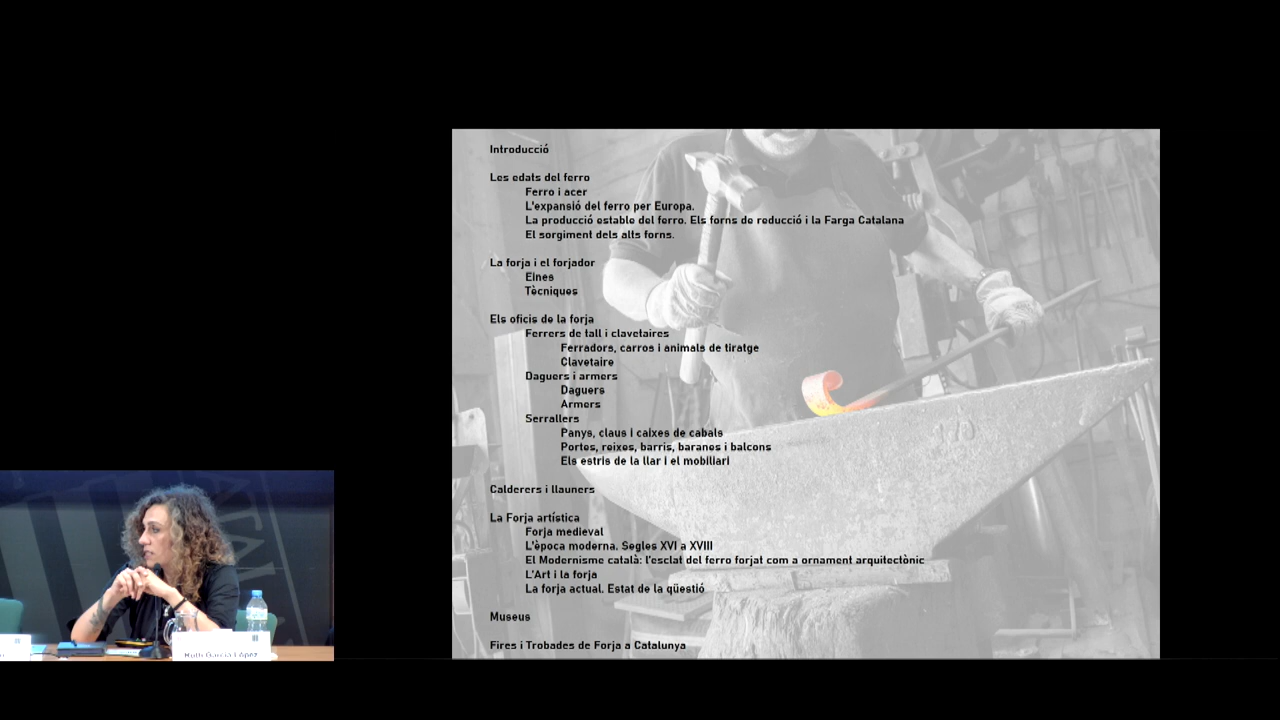 Introducció
Les edats del ferro
Ferro i acer
L'expansió del ferro per Europa.
La producció estable del ferro. Els forns de reducció i la Farga Catalana
El sorgiment dels alts forns.
La forja i el forjador
Eines
Tècniques
Els oficis de la forja
Ferrers de tall i clavetaires
Ferradors, carros i animals de tiratge
Clavetaire
Daguers i armers
Daguers
Armers
Serrallers
Panys, claus i caixes de cabals
Portes, reixes, barris, baranes i balcons
Els estris de la llar i el mobiliari
Calderers i llauners
La Forja artística
Forja medieval
L'època moderna. Segles XVI a XVIII
El Modernisme català: l'esclat del ferro forjat com a ornament arquitectònic
L'Art i la forja
La forja actual. Estat de la qüestió
Museus
Fires i Trobades de Forja a Catalunya
170
Ruth García López